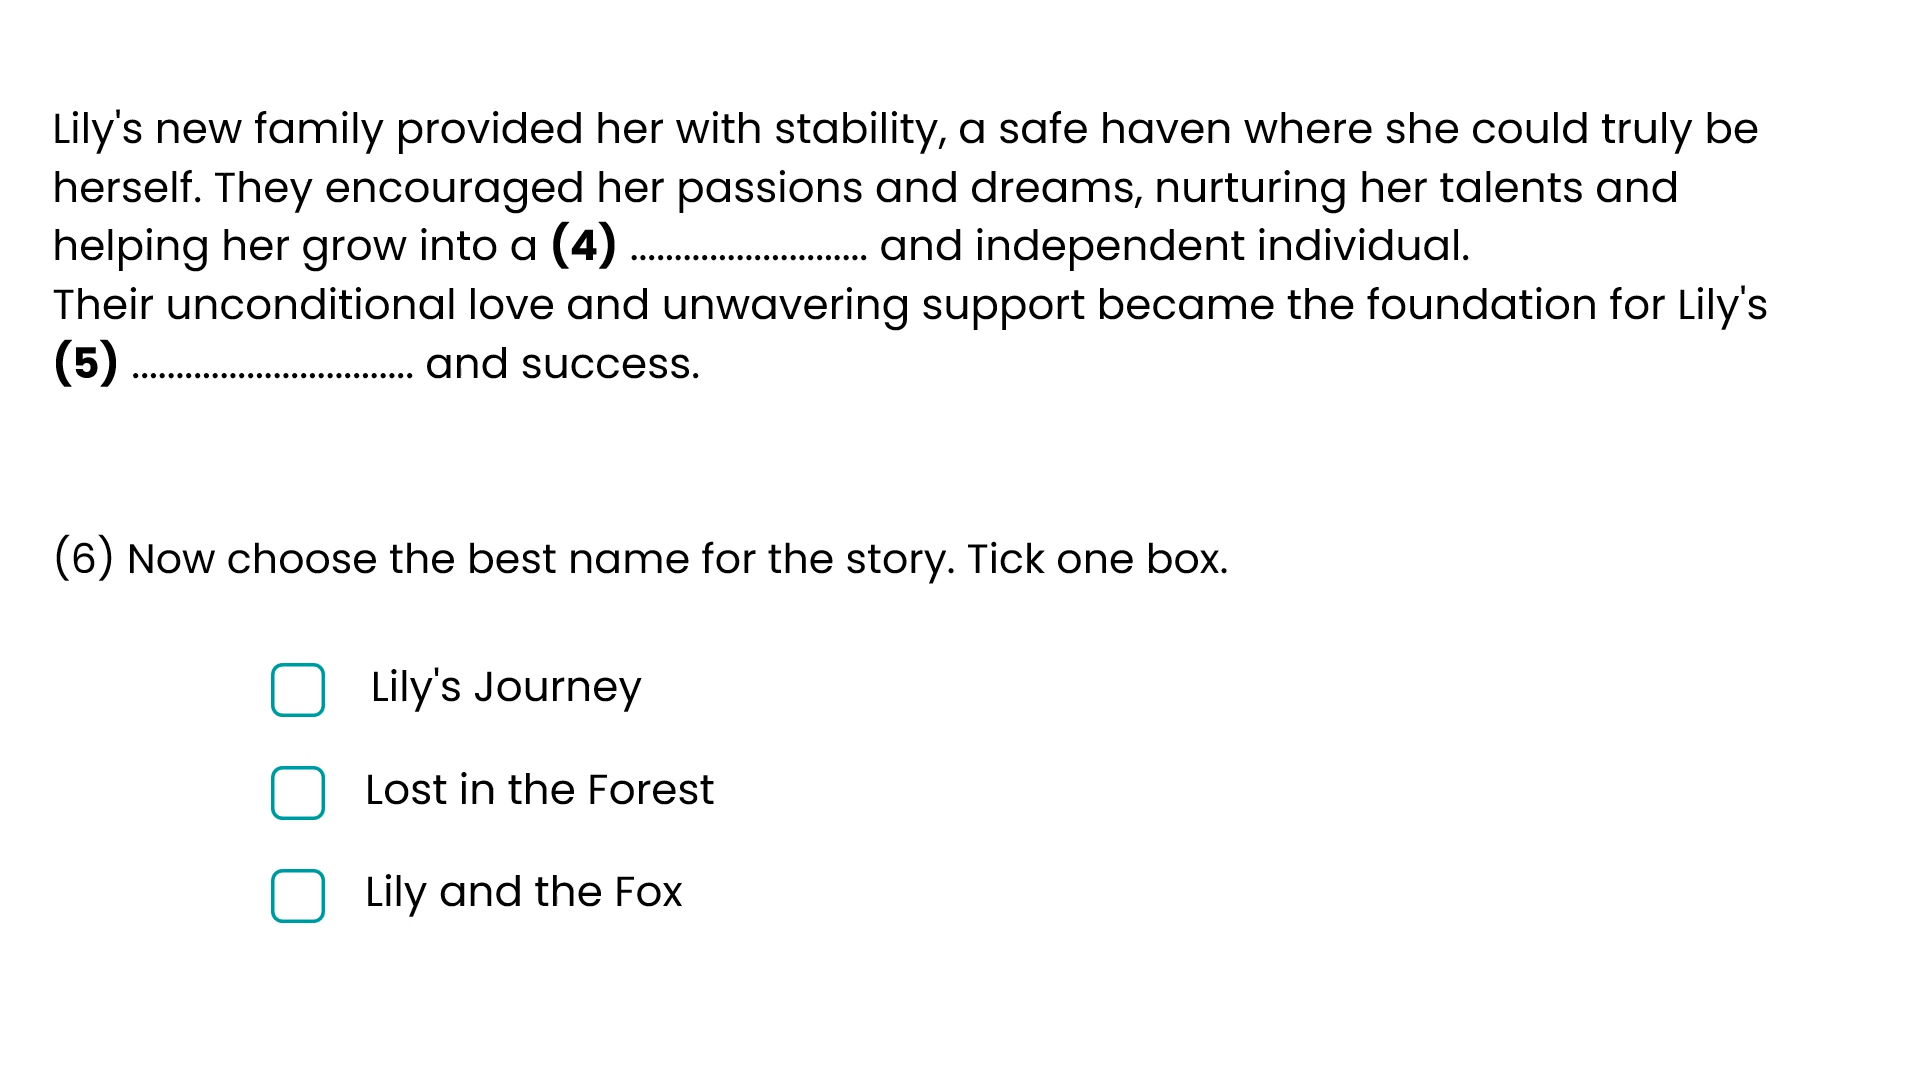 Lily's new family provided her with stability, a safe haven where she could truly be
herself. They encouraged her passions and dreams, nurturing her talents and
helping her grow into a (4) ........................... and independent individual.
Their unconditional love and unwavering support became the foundation for Lily's
(5) ................................ and success.
(6) Now choose the best name for the story. Tick one box.
Lily's Journey
Lost in the Forest
Lily and the Fox